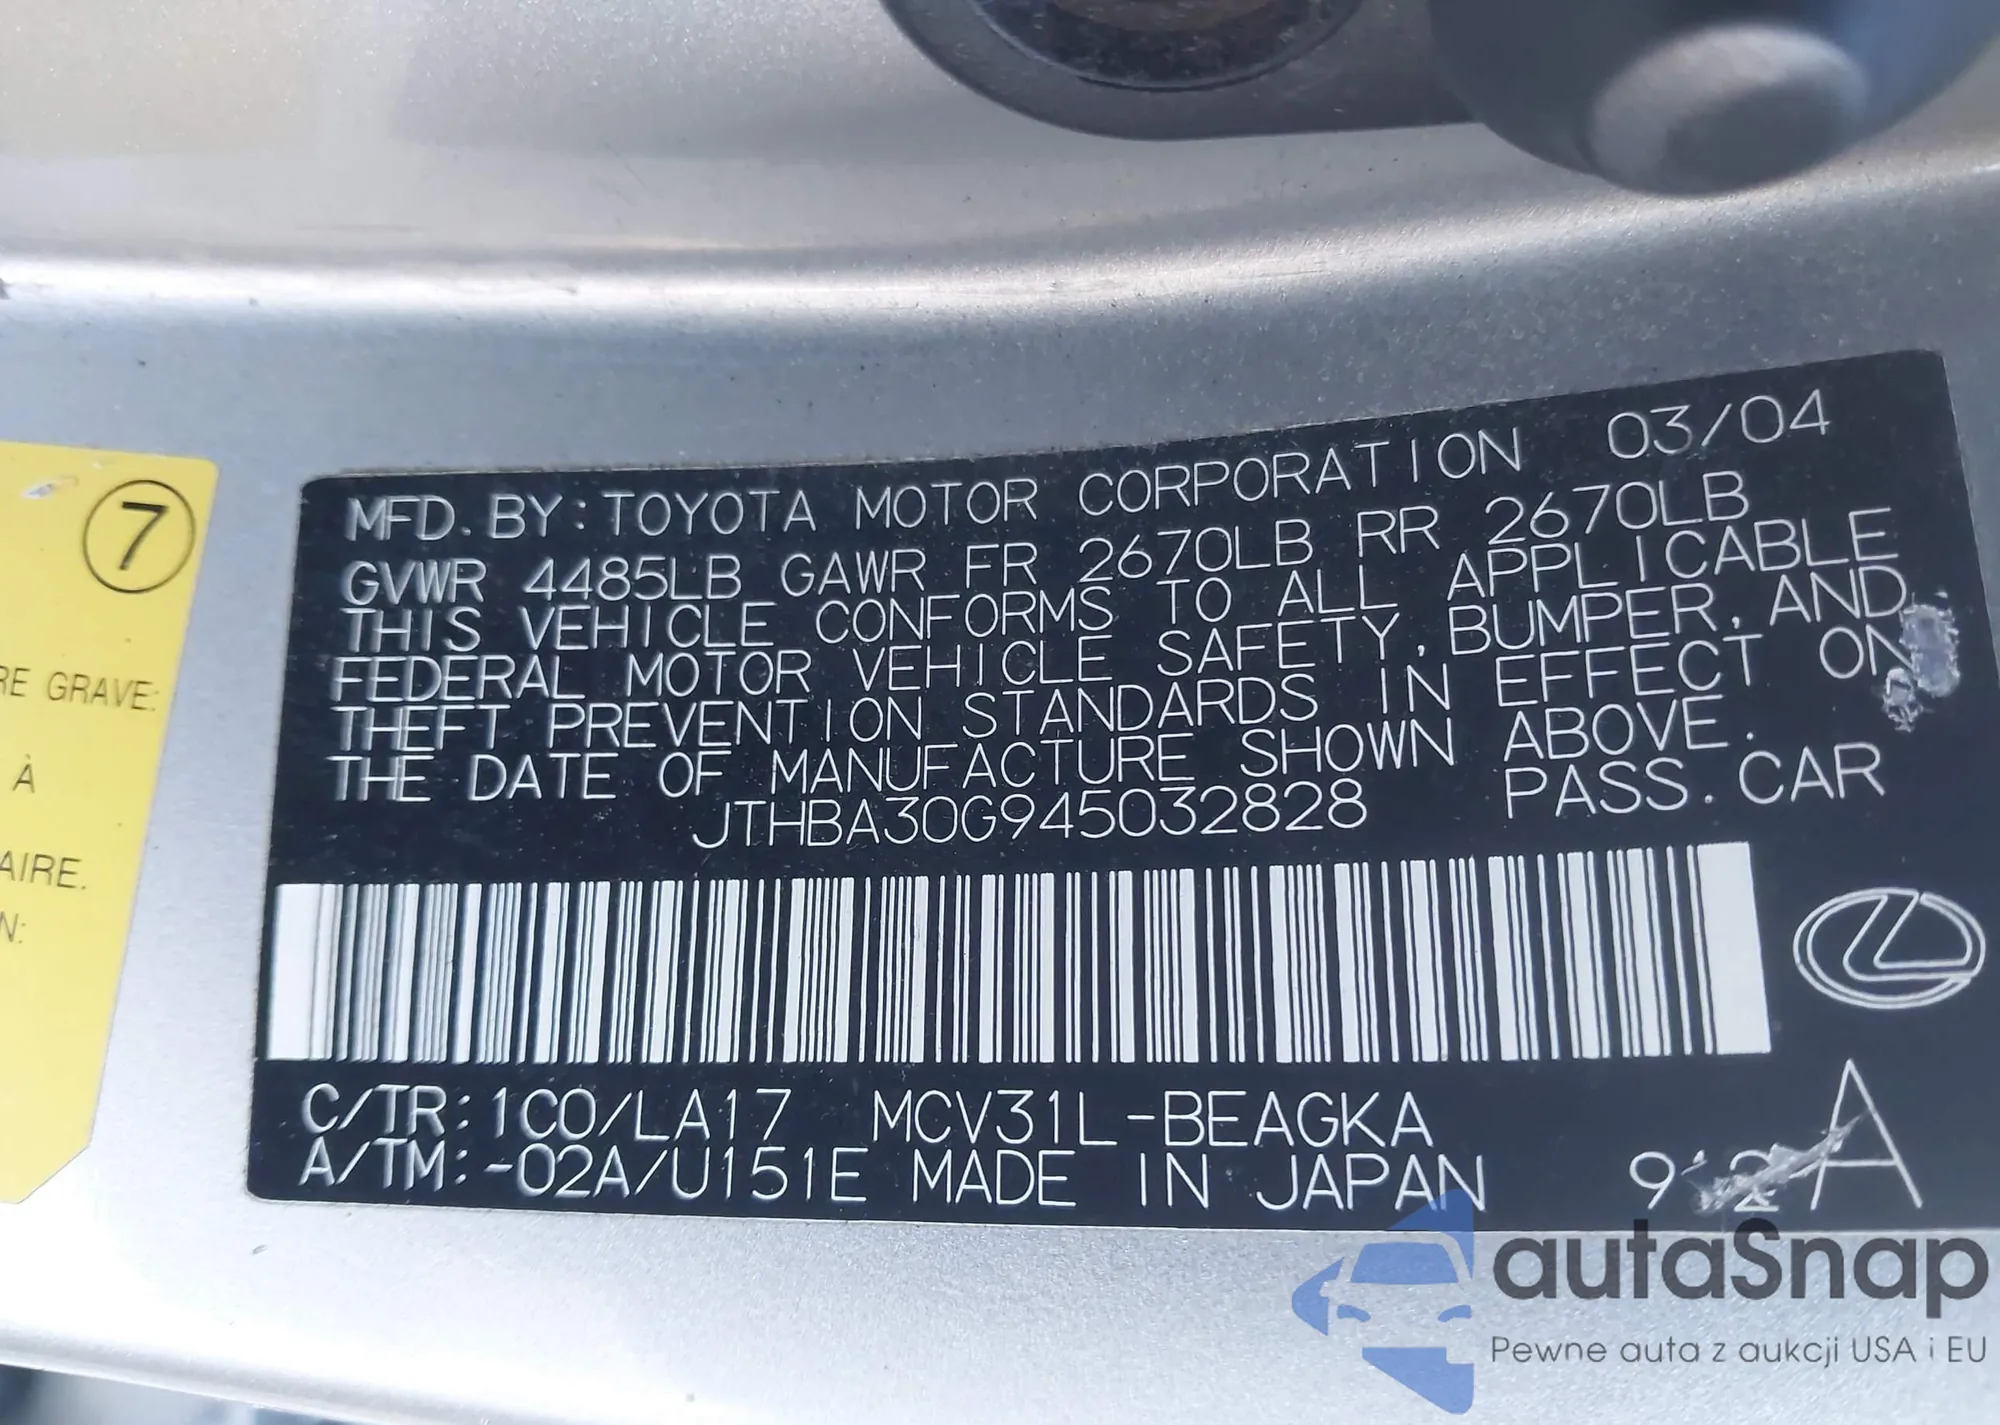 7
RE GRAVE:
À
AIRE.
N:
MFD. BY: TOYOTA MOTOR CORPORATION 03/04
GVWR 4485LB GAWR FR 2670LB RR 2670LB
THIS VEHICLE CONFORMS TO ALL APPLICABLE
FEDERAL MOTOR VEHICLE SAFETY, BUMPER, AND
THEFT PREVENTION STANDARDS IN EFFECT ON
THE DATE OF MANUFACTURE SHOWN ABOVE.
JTHBA30G945032828 PASS. CAR
C/TR: 1C0/LA17 MCV31L-BEAGKA
A/TM: -02A/U151E MADE IN JAPAN A
autaSnap
Pewne auta z aukcji USA i EU